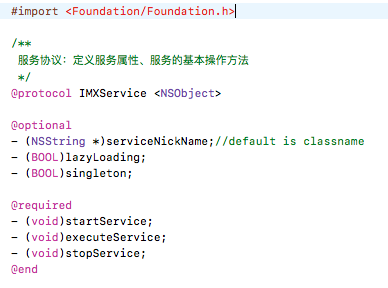 #import <Foundation/Foundation.h>
/**
服务协议：定义服务属性、服务的基本操作方法
*/
@protocol IMXService <NSObject>
@optional
- (NSString *)serviceNickName;//default is classname
- (BOOL)lazyLoading;
- (BOOL)singleton;
@required
- (void)startService;
- (void)executeService;
- (void)stopService;
@end